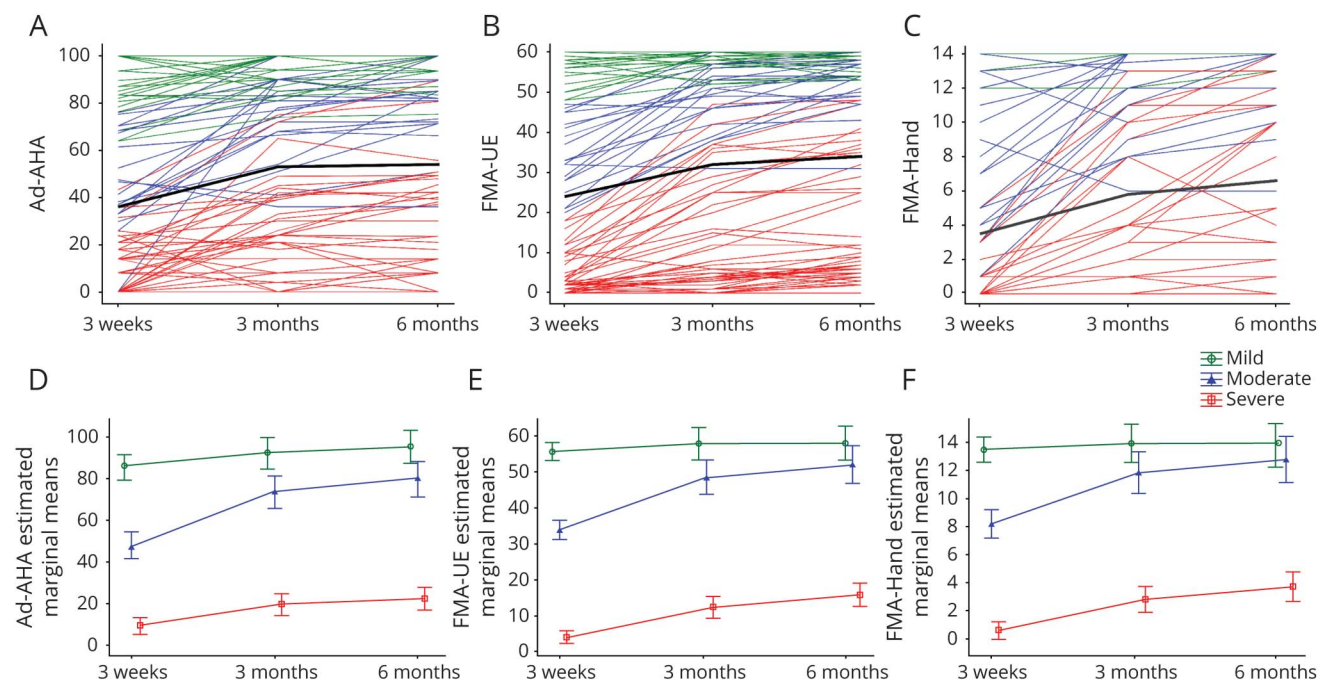 A
Ad-AHA
100
80
60
40
20
0
3 weeks
3 months
6 months
B
FMA-UE
60
50
40
30
20
10
0
3 weeks
3 months
6 months
C
FMA-Hand
14
12
10
8
6
4
2
0
3 weeks
3 months
6 months
Mild
Moderate
Severe
D
Ad-AHA estimated
marginal means
100
80
60
40
20
0
3 weeks
3 months
6 months
E
FMA-UE estimated
marginal means
60
50
40
30
20
10
0
3 weeks
3 months
6 months
F
FMA-Hand estimated
marginal means
14
12
10
8
6
4
2
0
3 weeks
3 months
6 months